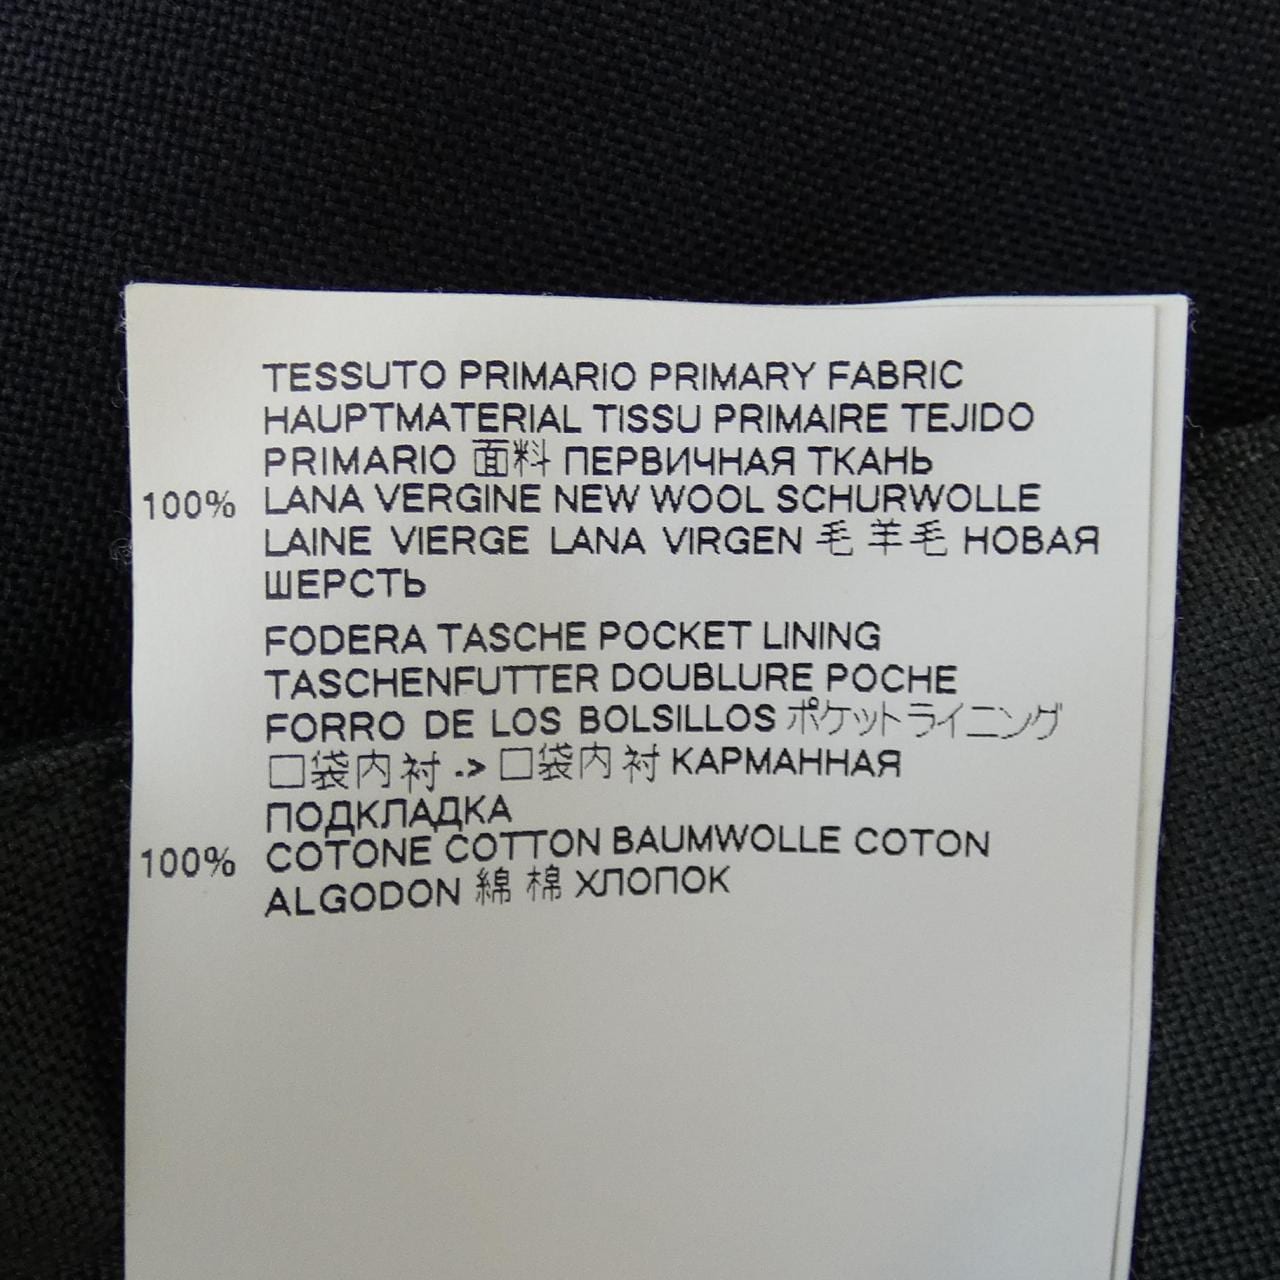 TESSUTO PRIMARIO PRIMARY FABRIC
HAUPTMATERIAL TISSU PRIMAIRE TEJIDO
PRIMARIO 面料 ПЕРВИЧНАЯ ТКАНЬ
100% LANA VERGINE NEW WOOL SCHURWOLLE
LAINE VIERGE LANA VIRGEN 毛 羊毛 НОВАЯ
ШЕРСТЬ
FODERA TASCHE POCKET LINING
TASCHENFUTTER DOUBLURE POCHE
FORRO DE LOS BOLSILLOS ポケットライニング
口袋内衬 -> 口袋内衬 КАРМАННАЯ
ПОДКЛАДКА
100% COTONE COTTON BAUMWOLLE COTON
ALGODON 綿 棉 ХЛОПОК